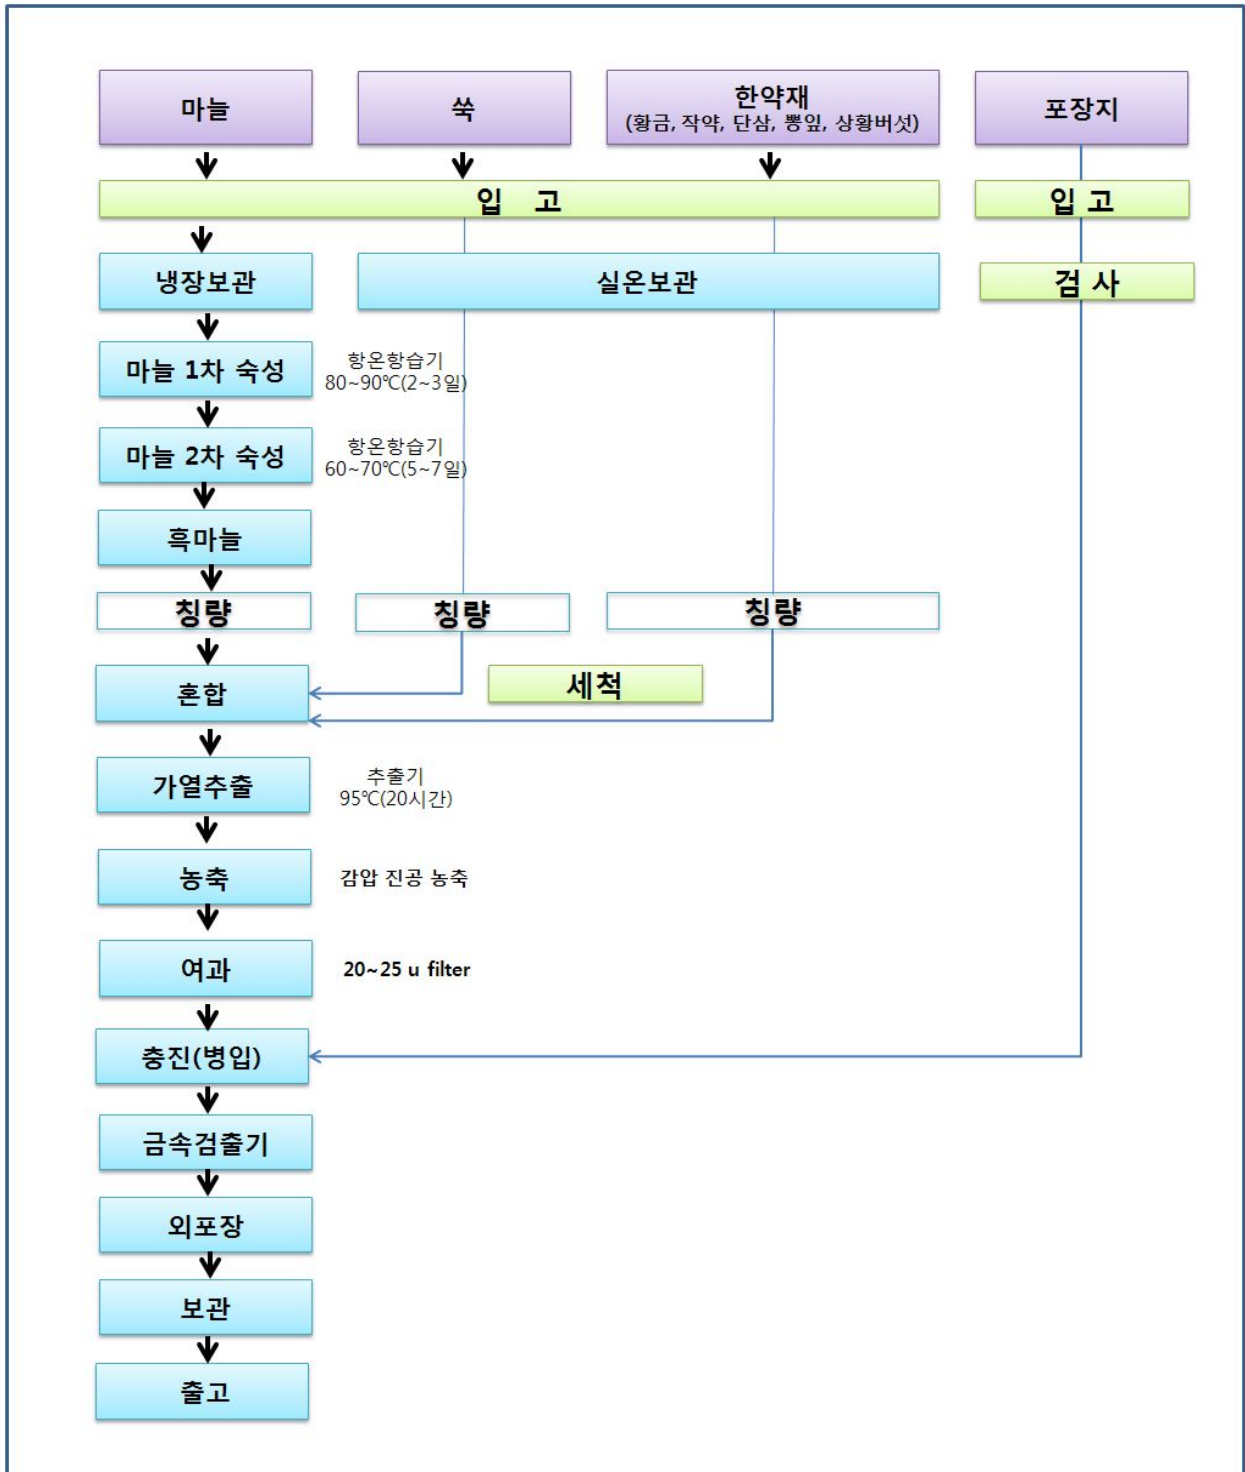 마늘
쑥
한약재
(황금, 작약, 단삼, 뽕잎, 상황버섯)
포장지
입 고
입 고
냉장보관
실온보관
검 사
마늘 1차 숙성
항온항습기
80~90℃(2~3일)
마늘 2차 숙성
항온항습기
60~70℃(5~7일)
흑마늘
칭량
칭량
칭량
혼합
세척
가열추출
추출기
95℃(20시간)
농축
감압 진공 농축
여과
20~25 u filter
충진(병입)
금속검출기
외포장
보관
출고